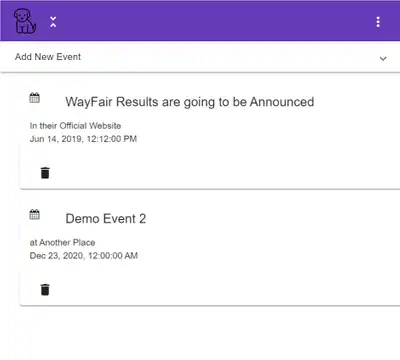 Add New Event
WayFair Results are going to be Announced
In their Official Website
Jun 14, 2019, 12:12:00 PM
Demo Event 2
at Another Place
Dec 23, 2020, 12:00:00 AM